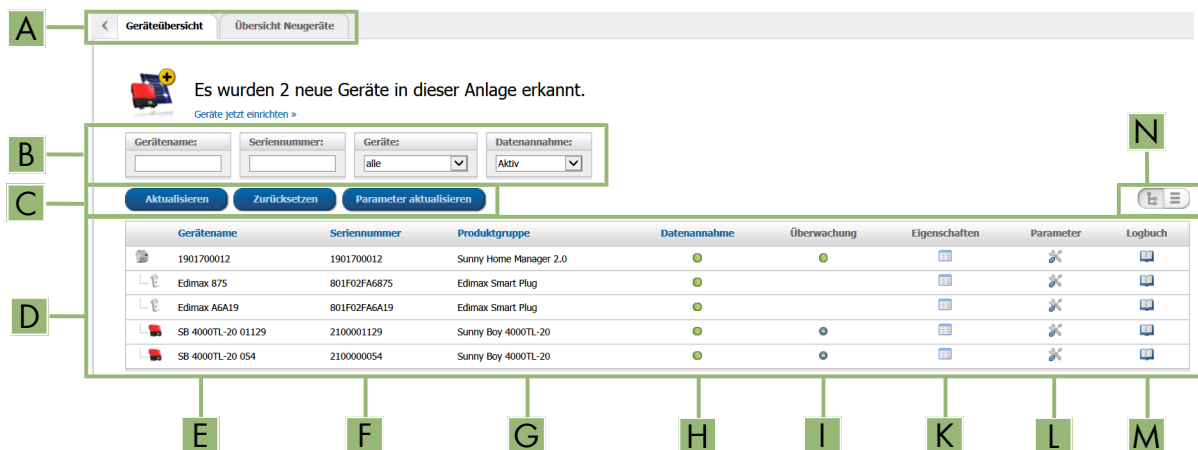 A
Geräteübersicht Übersicht Neugeräte
Es wurden 2 neue Geräte in dieser Anlage erkannt.
Geräte jetzt einrichten »
B
Gerätename: Seriennummer: Geräte: Datenannahme:
alle Aktiv
N
C
Aktualisieren Zurücksetzen Parameter aktualisieren
D
Gerätename Seriennummer Produktgruppe Datenannahme Überwachung Eigenschaften Parameter Logbuch
1901700012 1901700012 Sunny Home Manager 2.0
Edimax 875 801F02FA6875 Edimax Smart Plug
Edimax A6A19 801F02FA6A19 Edimax Smart Plug
SB 4000TL-20 01129 2100001129 Sunny Boy 4000TL-20
SB 4000TL-20 054 2100000054 Sunny Boy 4000TL-20
E F G H I K L M